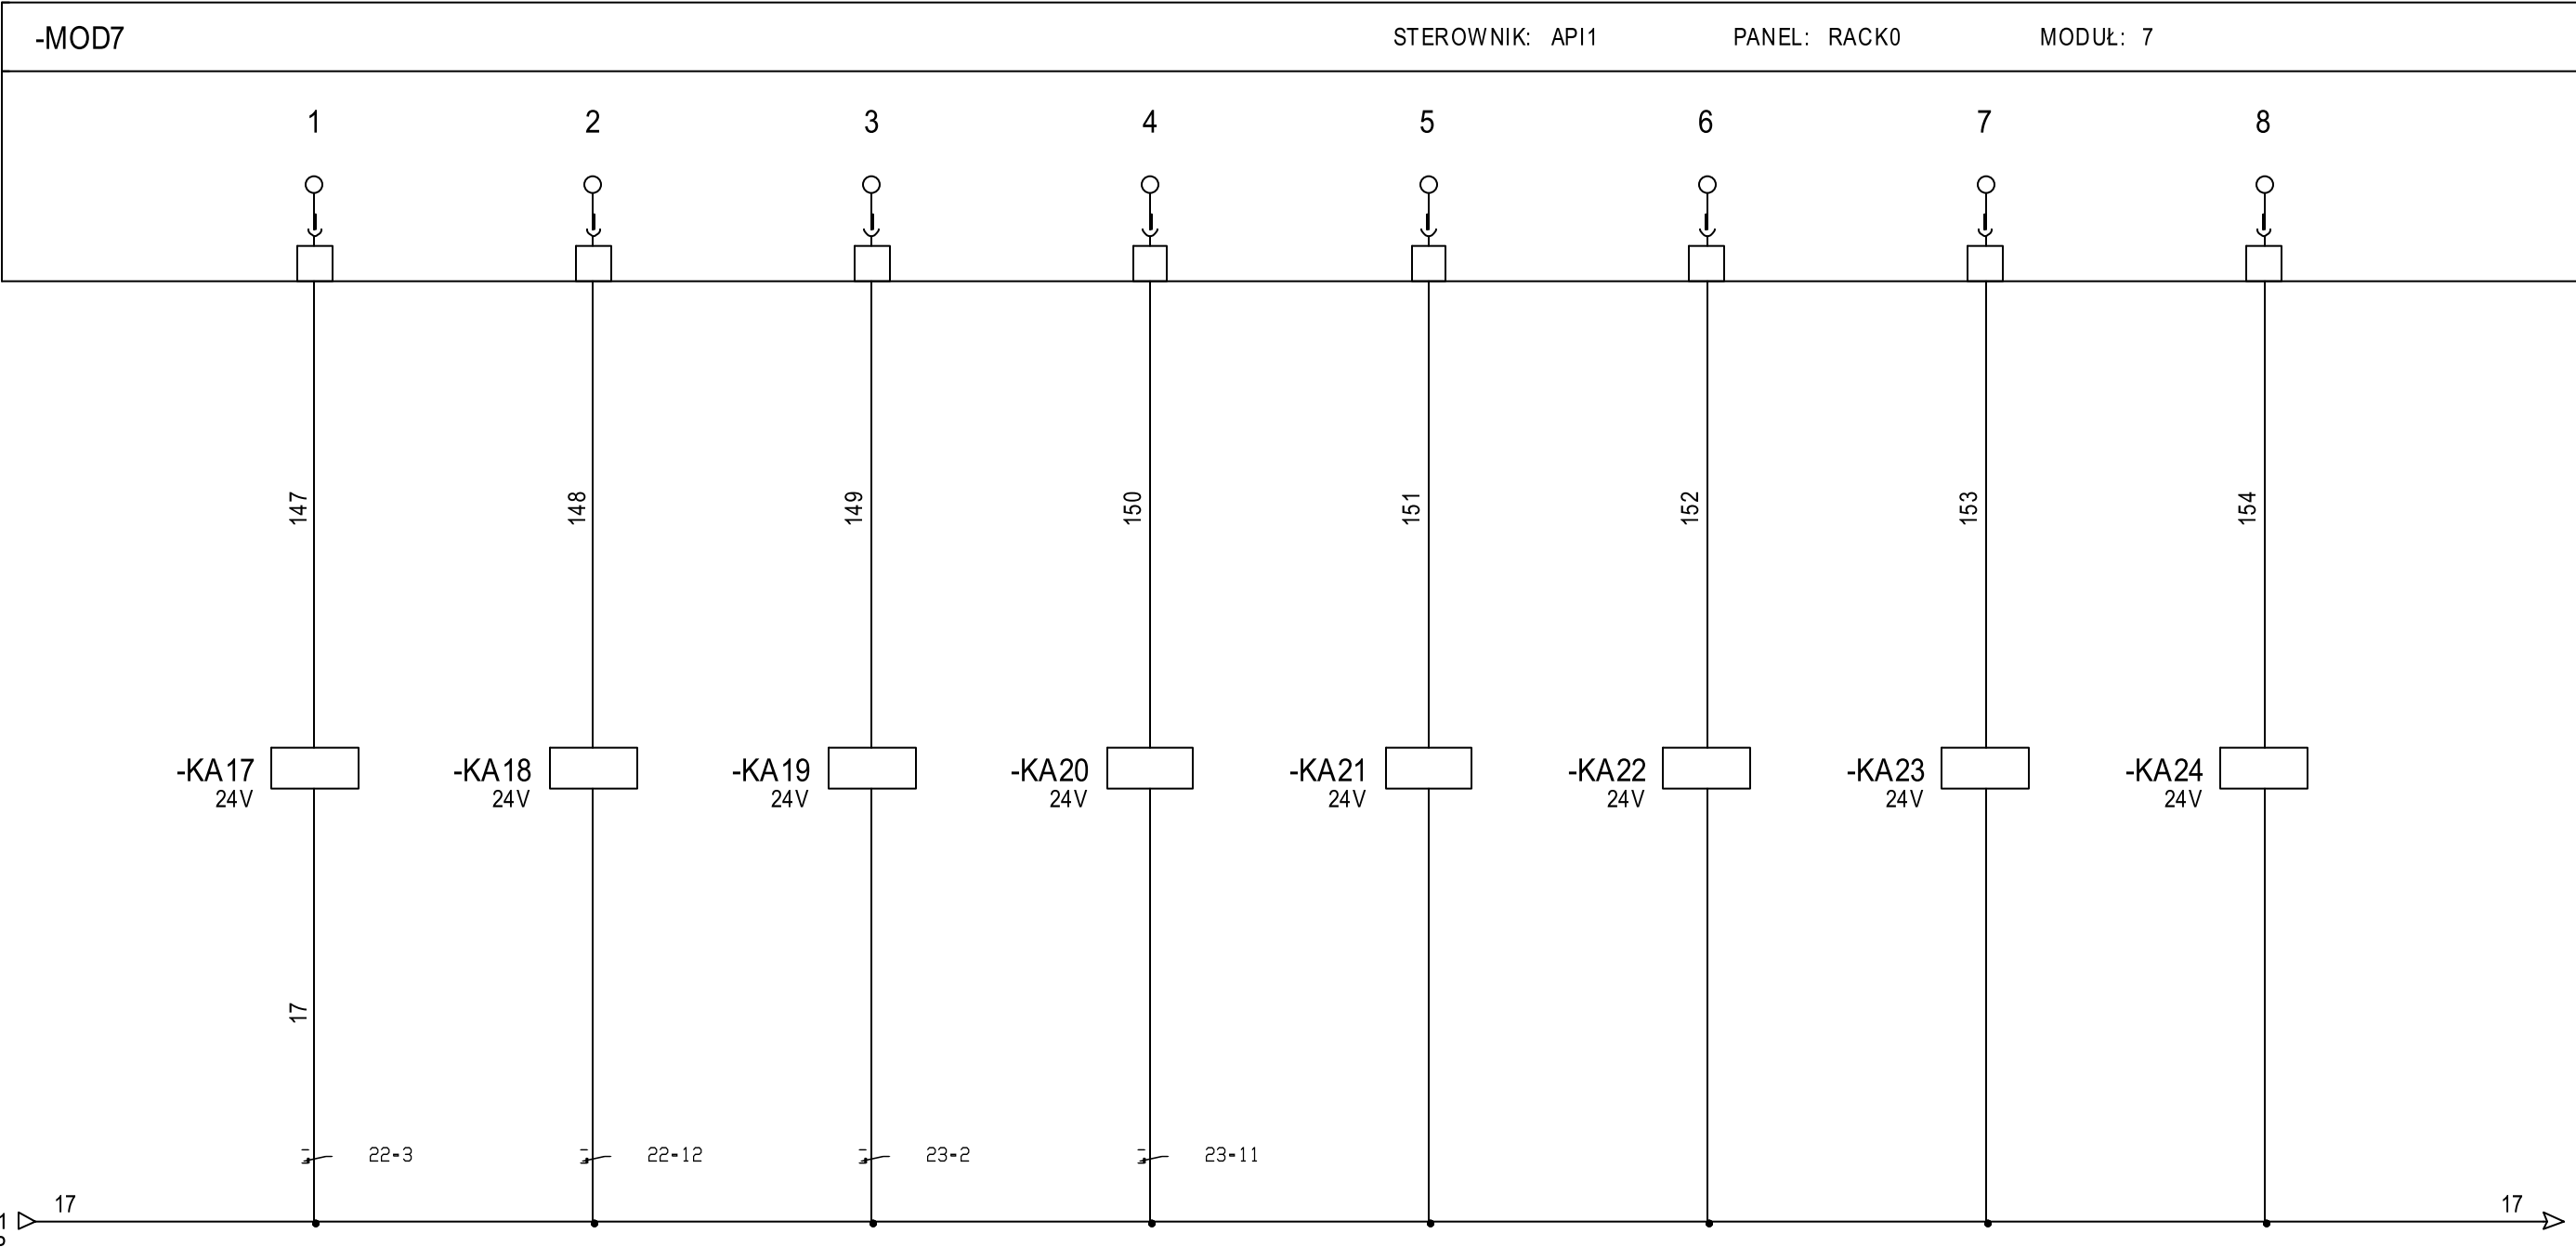 -MOD7 STEROWNIK: API1 PANEL: RACK0 MODUŁ: 7
1 2 3 4 5 6 7 8
147 148 149 150 151 152 153 154
-KA17 -KA18 -KA19 -KA20 -KA21 -KA22 -KA23 -KA24
24V 24V 24V 24V 24V 24V 24V 24V
17
22-3 22-12 23-2 23-11
17 17